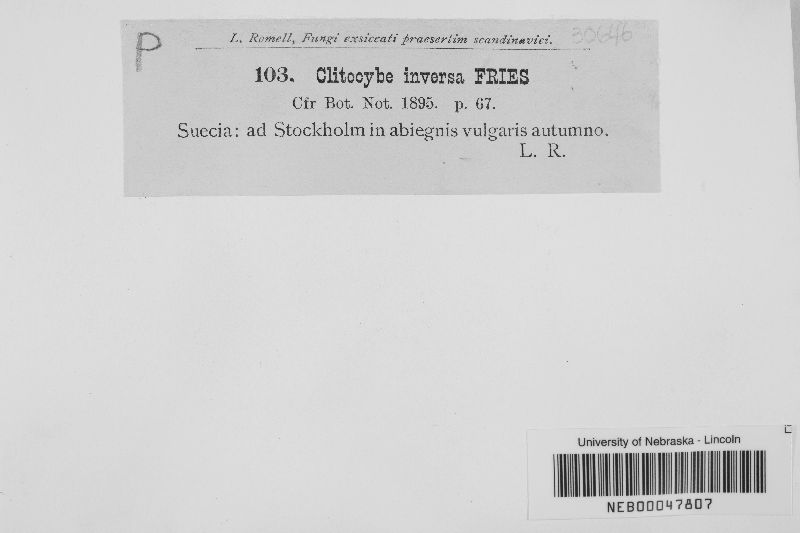 P
L. Romell, Fungi exsiccati praesertim scandinavici. 30646
103. Clitocybe inversa FRIES
Cfr Bot. Not. 1895. p. 67.
Suecia: ad Stockholm in abiegnis vulgaris autumno.
L. R.
University of Nebraska - Lincoln
NEB00047807